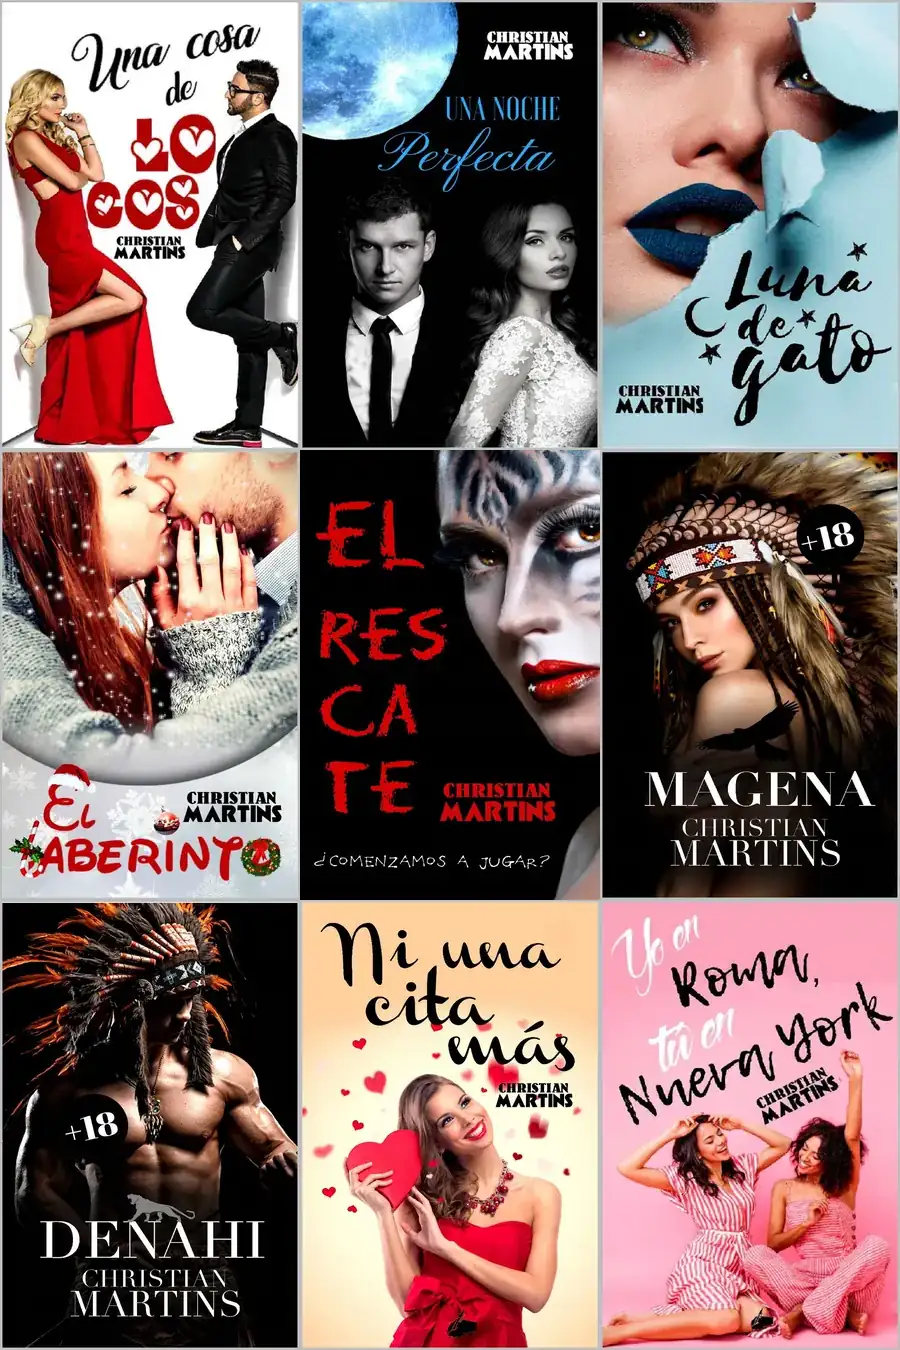 Una cosa
de
LO
COS
CHRISTIAN
MARTINS
CHRISTIAN
MARTINS
UNA NOCHE
Perfecta
Luna
de
gato
CHRISTIAN
MARTINS
El
LABERINTO
CHRISTIAN
MARTINS
EL
RES
CA
TE
CHRISTIAN
MARTINS
¿COMENZAMOS A JUGAR?
+18
MAGENA
CHRISTIAN
MARTINS
+18
DENAHI
CHRISTIAN
MARTINS
Ni una
cita
más
CHRISTIAN
MARTINS
Yo en
Roma,
tú en
Nueva York
CHRISTIAN
MARTINS